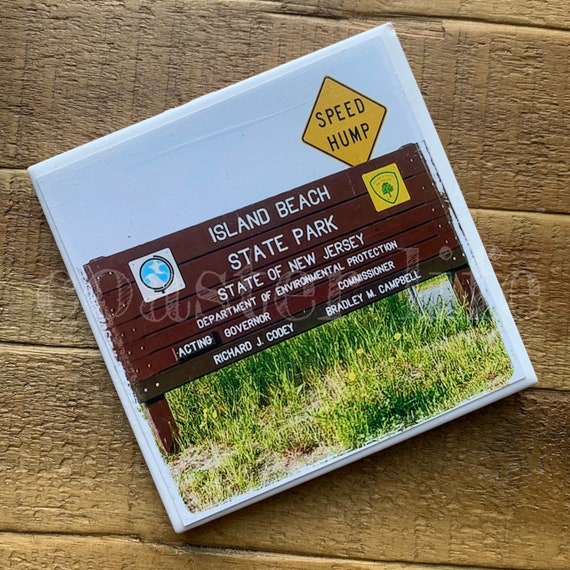 SPEED
HUMP
ISLAND BEACH
STATE PARK
STATE OF NEW JERSEY
DEPARTMENT OF ENVIRONMENTAL PROTECTION
ACTING GOVERNOR COMMISSIONER
RICHARD J. CODEY BRADLEY M. CAMPBELL